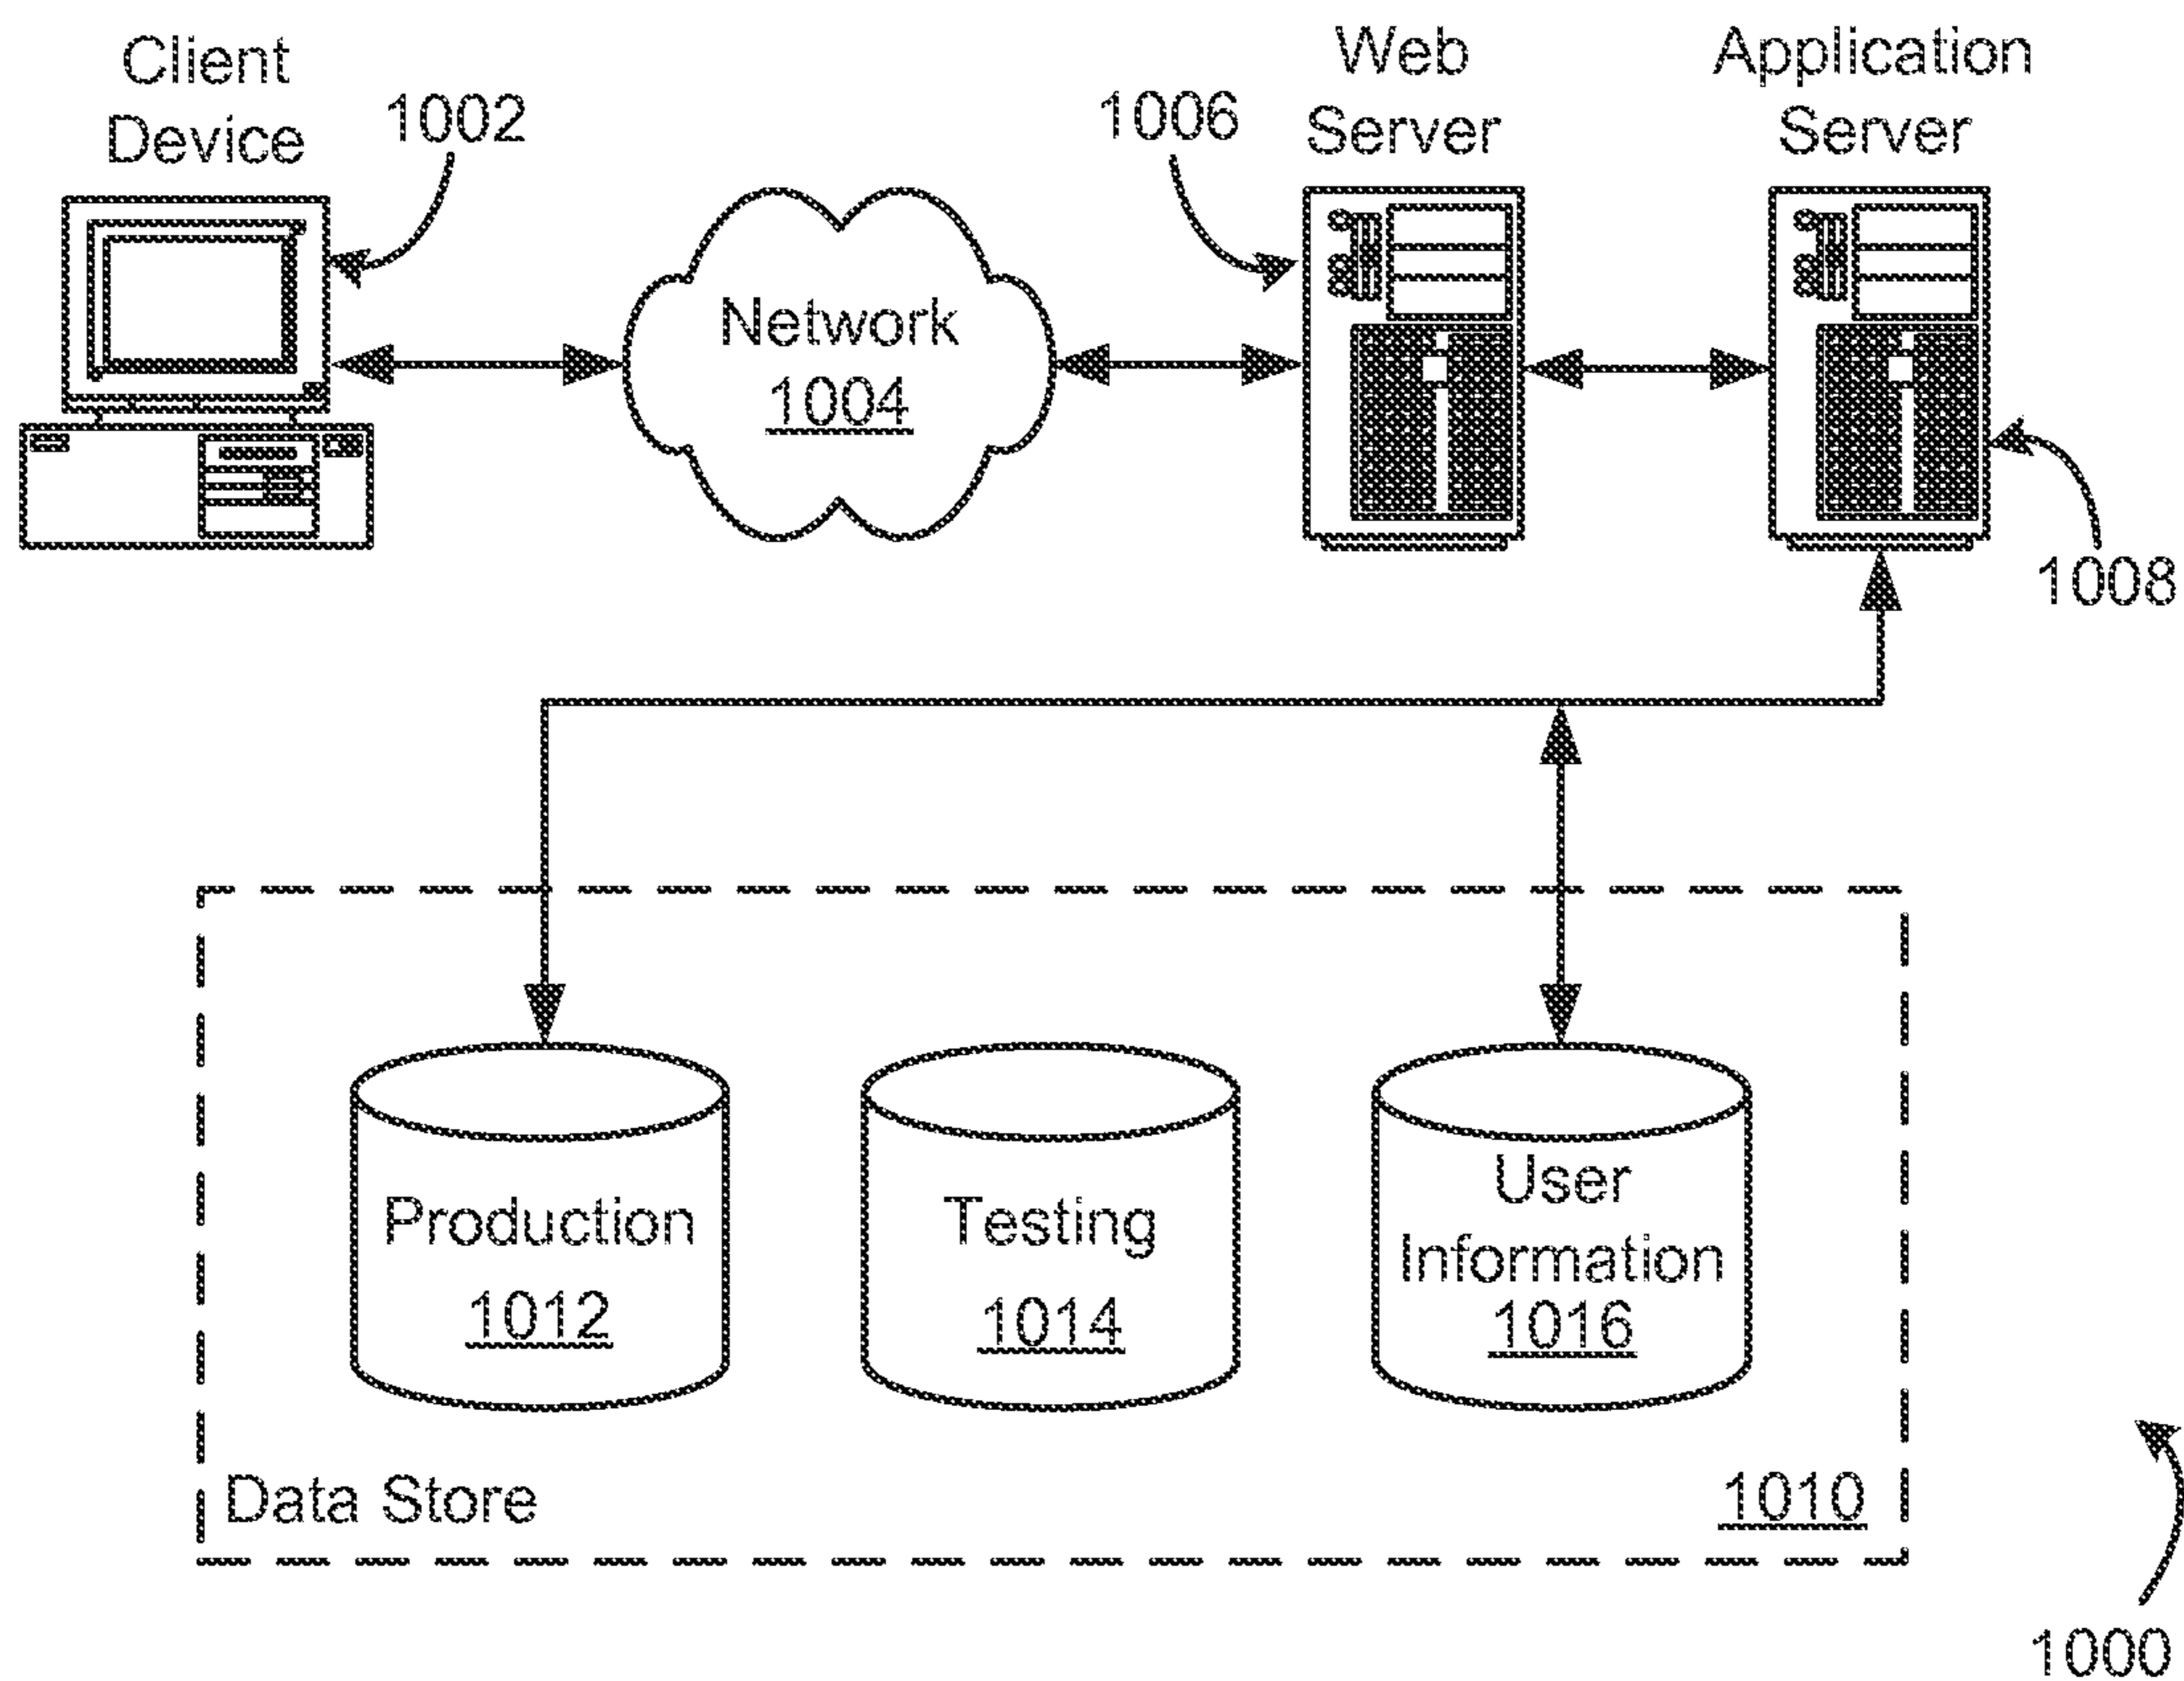 Client
Device
1002
1006
Web
Server
Application
Server
Network
1004
1008
Production
1012
Testing
1014
User
Information
1016
Data Store
1010
1000